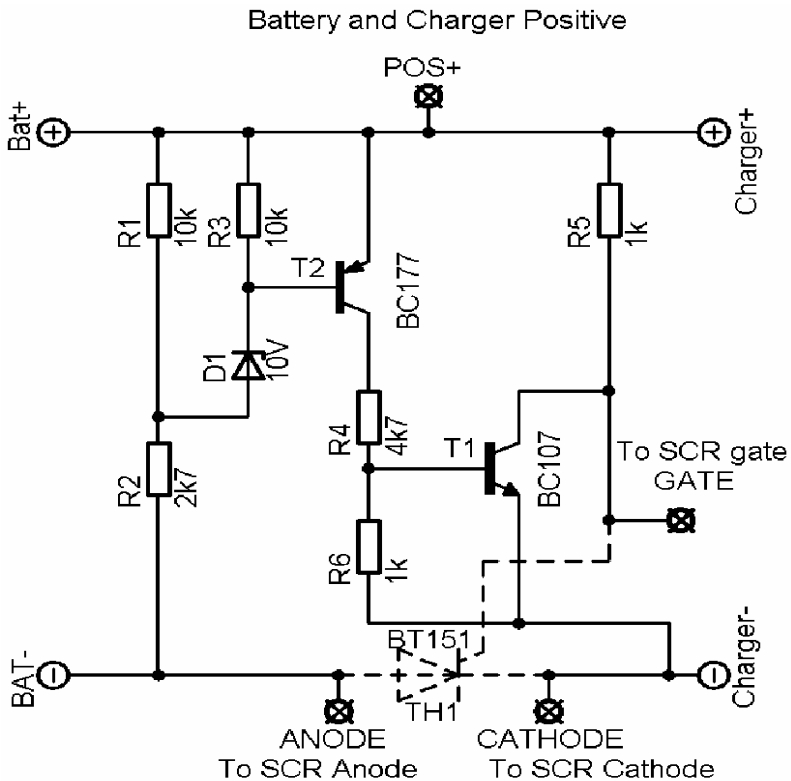 Battery and Charger Positive
POS+
Bat+
Charger+
R1
10k
R3
10k
R5
1k
T2
BC177
D1
10V
R4
4k7
T1
BC107
To SCR gate
GATE
R2
2k7
R6
1k
BT151
BAT-
Charger-
TH1
ANODE
To SCR Anode
CATHODE
To SCR Cathode